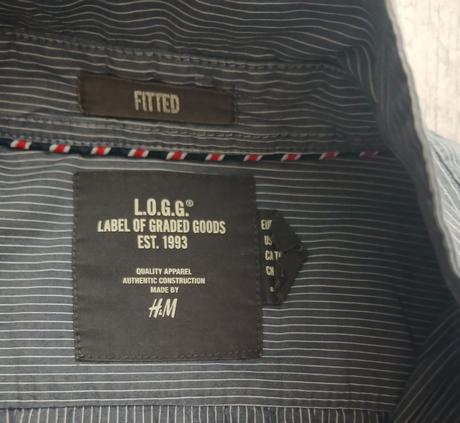 FITTED
L.O.G.G.®
LABEL OF GRADED GOODS
EST. 1993
QUALITY APPAREL
AUTHENTIC CONSTRUCTION
MADE BY
H&M